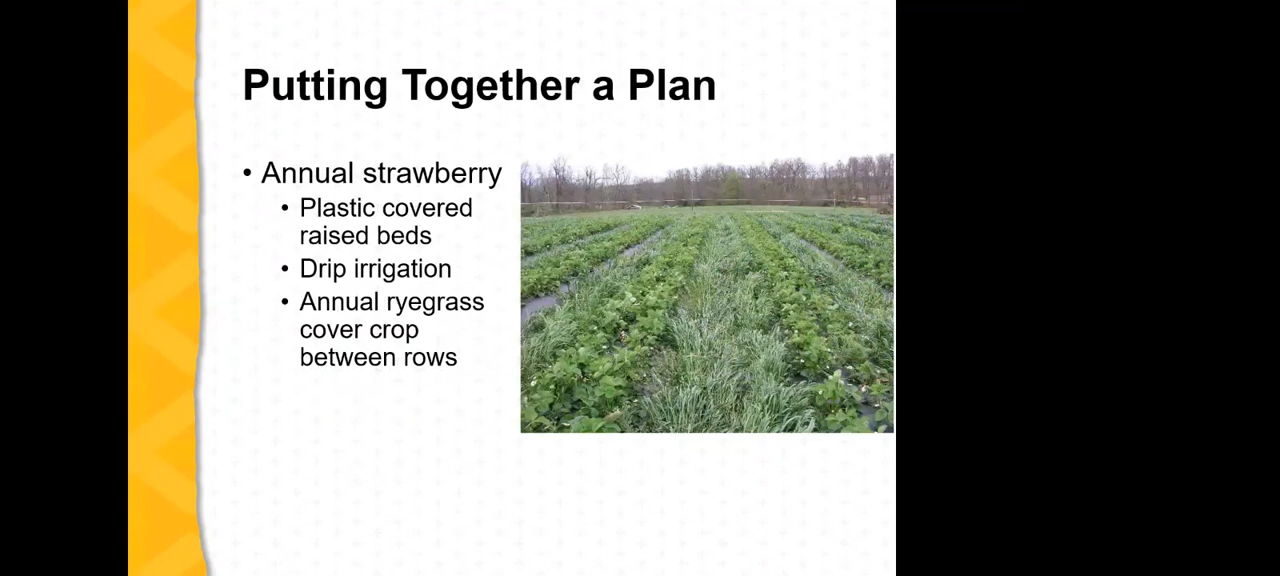 Putting Together a Plan
• Annual strawberry
• Plastic covered
raised beds
• Drip irrigation
• Annual ryegrass
cover crop
between rows